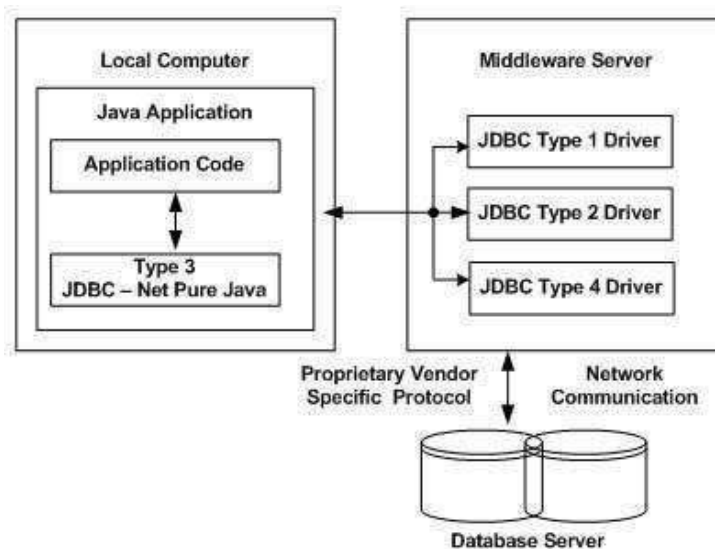 Local Computer
Java Application
Application Code
Type 3
JDBC – Net Pure Java
Middleware Server
JDBC Type 1 Driver
JDBC Type 2 Driver
JDBC Type 4 Driver
Proprietary Vendor
Specific Protocol
Network
Communication
Database Server